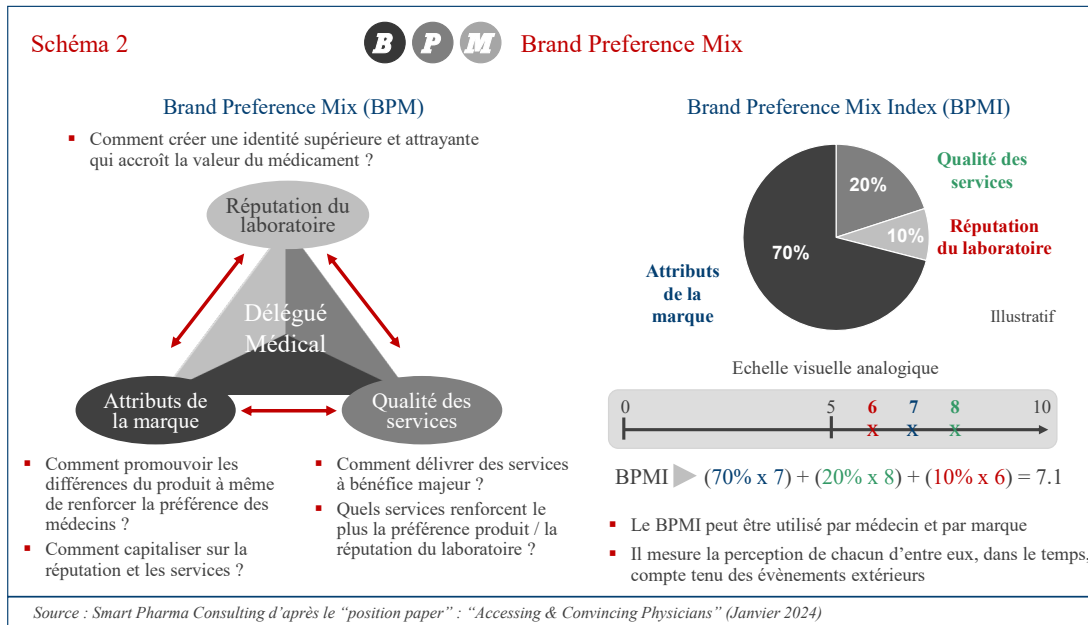 Schéma 2
B P M Brand Preference Mix
Brand Preference Mix (BPM)
▪ Comment créer une identité supérieure et attrayante
qui accroît la valeur du médicament ?
Réputation du
laboratoire
Délégué
Médical
Attributs de
la marque
Qualité des
services
▪ Comment promouvoir les
différences du produit à même
de renforcer la préférence des
médecins ?
▪ Comment capitaliser sur la
réputation et les services ?
▪ Comment délivrer des services
à bénéfice majeur ?
▪ Quels services renforcent le
plus la préférence produit / la
réputation du laboratoire ?
Brand Preference Mix Index (BPMI)
Qualité des
services
20%
10%
Réputation
du laboratoire
70%
Attributs
de la
marque
Illustratif
Echelle visuelle analogique
0 5 6 7 8 10
x x x
BPMI (70% x 7) + (20% x 8) + (10% x 6) = 7.1
▪ Le BPMI peut être utilisé par médecin et par marque
▪ Il mesure la perception de chacun d’entre eux, dans le temps,
compte tenu des évènements extérieurs
Source : Smart Pharma Consulting d’après le “position paper” : “Accessing & Convincing Physicians” (Janvier 2024)